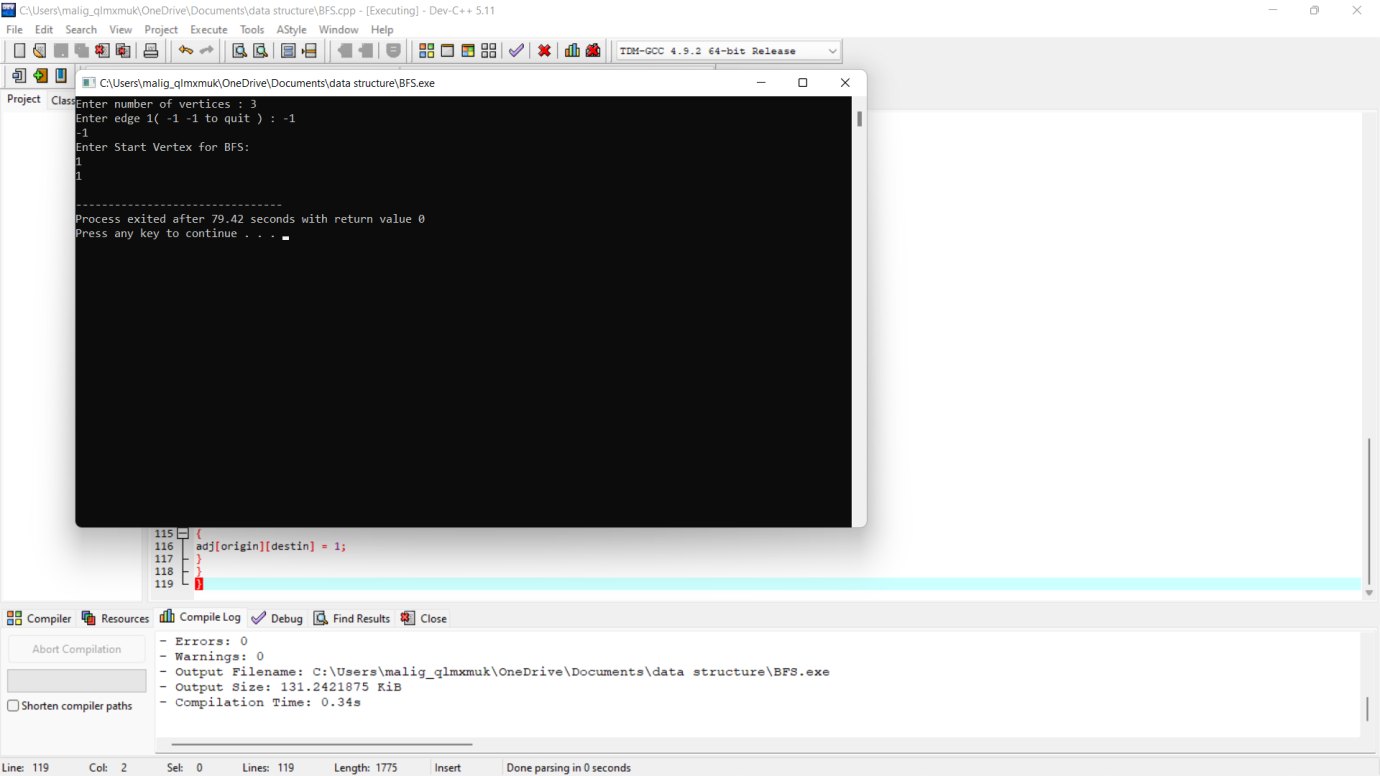 C:\Users\malig_qlmxmuk\OneDrive\Documents\data structure\BFS.cpp - [Executing] - Dev-C++ 5.11
File Edit Search View Project Execute Tools AStyle Window Help
TDM-GCC 4.9.2 64-bit Release
C:\Users\malig_qlmxmuk\OneDrive\Documents\data structure\BFS.exe
Project Clas
Enter number of vertices : 3
Enter edge 1( -1 -1 to quit ) : -1
-1
Enter Start Vertex for BFS:
1
1
--------------------------------
Process exited after 79.42 seconds with return value 0
Press any key to continue . . .
115 {
116 adj[origin][destin] = 1;
117 }
118 }
119 }
Compiler Resources Compile Log Debug Find Results Close
Abort Compilation
Shorten compiler paths
- Errors: 0
- Warnings: 0
- Output Filename: C:\Users\malig_qlmxmuk\OneDrive\Documents\data structure\BFS.exe
- Output Size: 131.2421875 KiB
- Compilation Time: 0.34s
Line: 119 Col: 2 Sel: 0 Lines: 119 Length: 1775 Insert Done parsing in 0 seconds